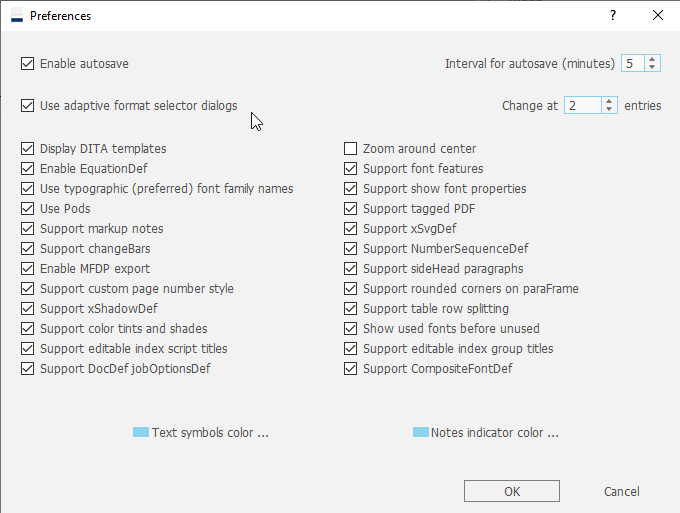 Preferences ?
Enable autosave Interval for autosave (minutes) 5
Use adaptive format selector dialogs Change at 2 entries
Display DITA templates Zoom around center
Enable EquationDef Support font features
Use typographic (preferred) font family names Support show font properties
Use Pods Support tagged PDF
Support markup notes Support xSvgDef
Support changeBars Support NumberSequenceDef
Enable MFDP export Support sideHead paragraphs
Support custom page number style Support rounded corners on paraFrame
Support xShadowDef Support table row splitting
Support color tints and shades Show used fonts before unused
Support editable index script titles Support editable index group titles
Support DocDef jobOptionsDef Support CompositeFontDef
Text symbols color ... Notes indicator color ...
OK Cancel